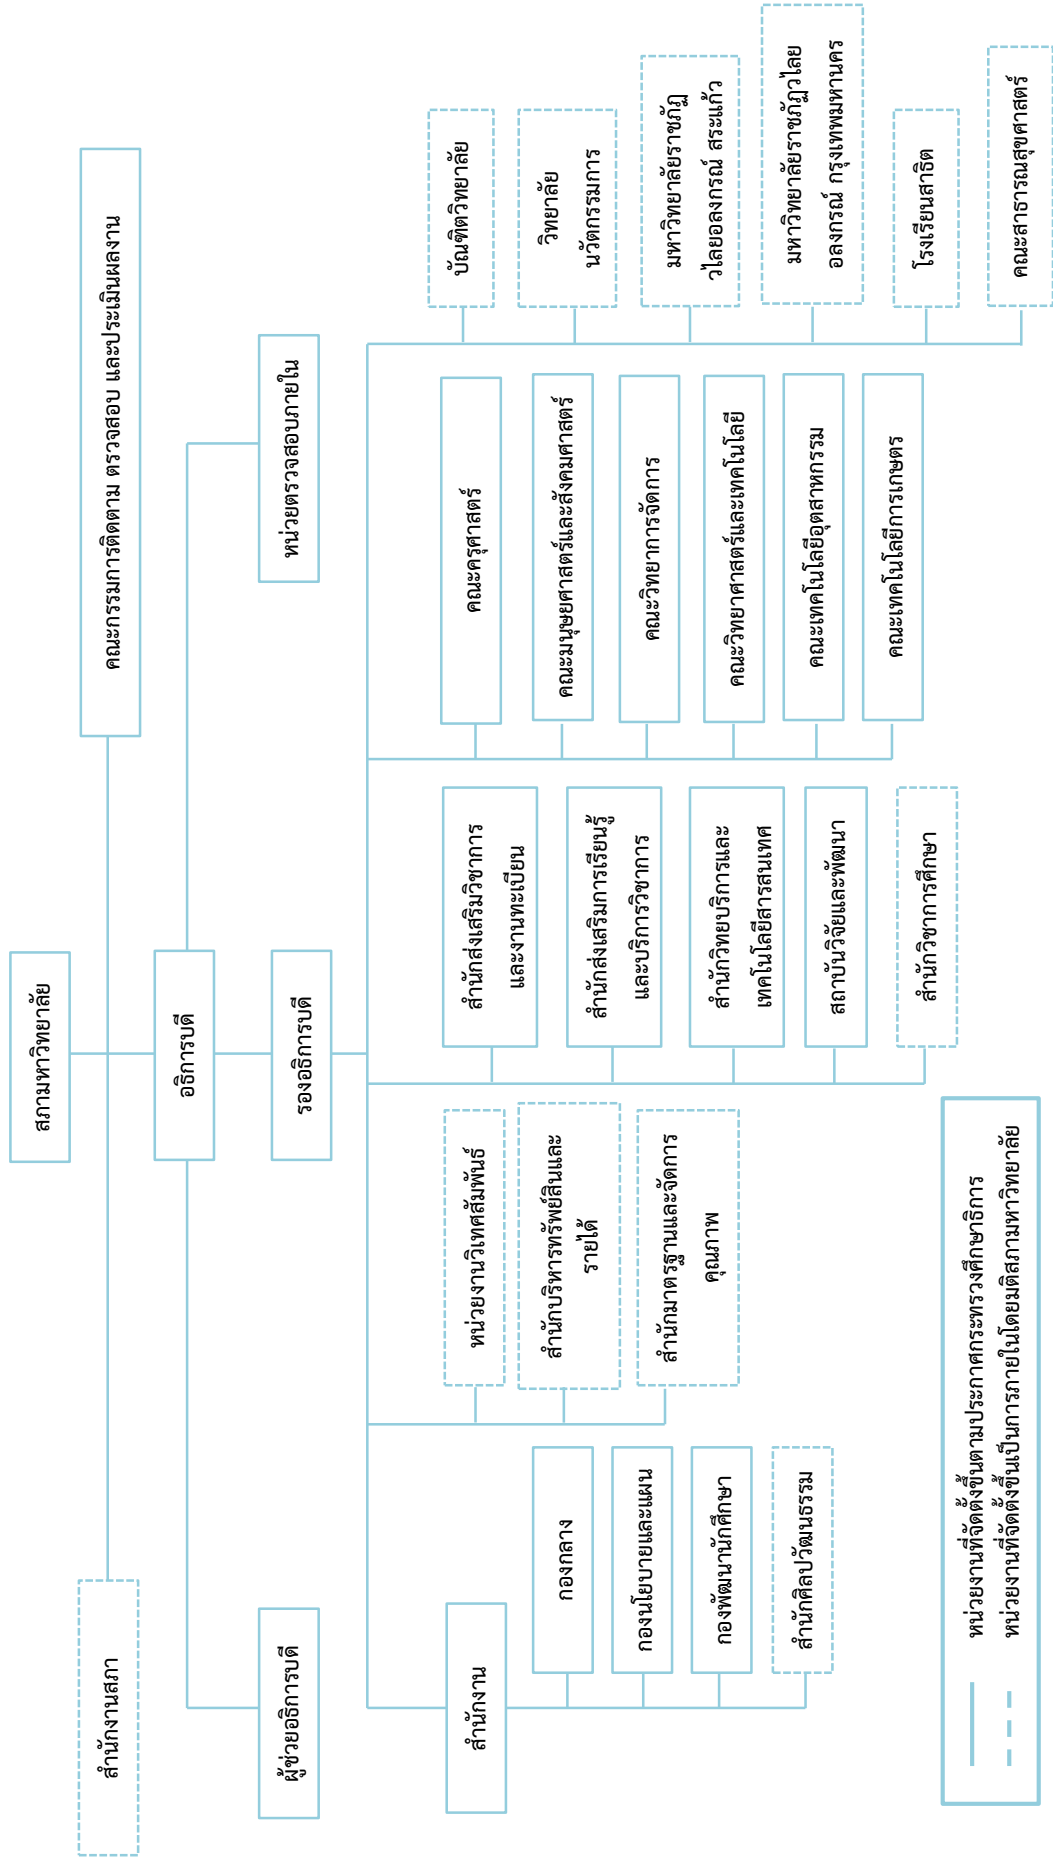 สภามหาวิทยาลัย
สำนักงานสภา
คณะกรรมการติดตาม ตรวจสอบ และประเมินผลงาน
อธิการบดี
ผู้ช่วยอธิการบดี
หน่วยตรวจสอบภายใน
รองอธิการบดี
สำนักงาน
กองกลาง
กองนโยบายและแผน
กองพัฒนานักศึกษา
สำนักศิลปวัฒนธรรม
หน่วยงานวิเทศสัมพันธ์
สำนักบริหารทรัพย์สินและ
รายได้
สำนักมาตรฐานและจัดการ
คุณภาพ
สำนักส่งเสริมวิชาการ
และงานทะเบียน
สำนักส่งเสริมการเรียนรู้
และบริการวิชาการ
สำนักวิทยบริการและ
เทคโนโลยีสารสนเทศ
สถาบันวิจัยและพัฒนา
สำนักวิชาการศึกษา
คณะครุศาสตร์
คณะมนุษยศาสตร์และสังคมศาสตร์
คณะวิทยาการจัดการ
คณะวิทยาศาสตร์และเทคโนโลยี
คณะเทคโนโลยีอุตสาหกรรม
คณะเทคโนโลยีการเกษตร
บัณฑิตวิทยาลัย
วิทยาลัย
นวัตกรรมการ
มหาวิทยาลัยราชภัฏ
วไลยอลงกรณ์ สระแก้ว
มหาวิทยาลัยราชภัฏวไลย
อลงกรณ์ กรุงเทพมหานคร
โรงเรียนสาธิต
คณะสาธารณสุขศาสตร์
หน่วยงานที่จัดตั้งขึ้นตามประกาศกระทรวงศึกษาธิการ
หน่วยงานที่จัดตั้งขึ้นเป็นการภายในโดยมติสภามหาวิทยาลัย